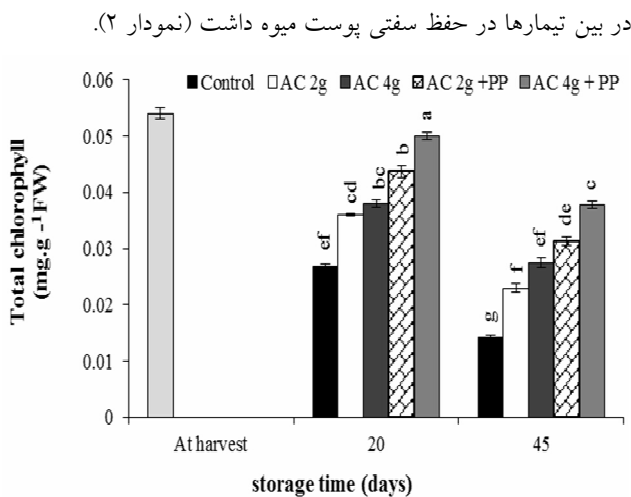 در بین تیمارها در حفظ سفتی پوست میوه داشت (نمودار ۲).
0.06
■Control □AC 2g ■AC 4g AC 2g +PP ■AC 4g + PP
0.05
0.04
0.03
0.02
0.01
0
Total chlorophyll
(mg.g -¹FW)
ef cd bc b a
g f ef de c
At harvest 20 45
storage time (days)